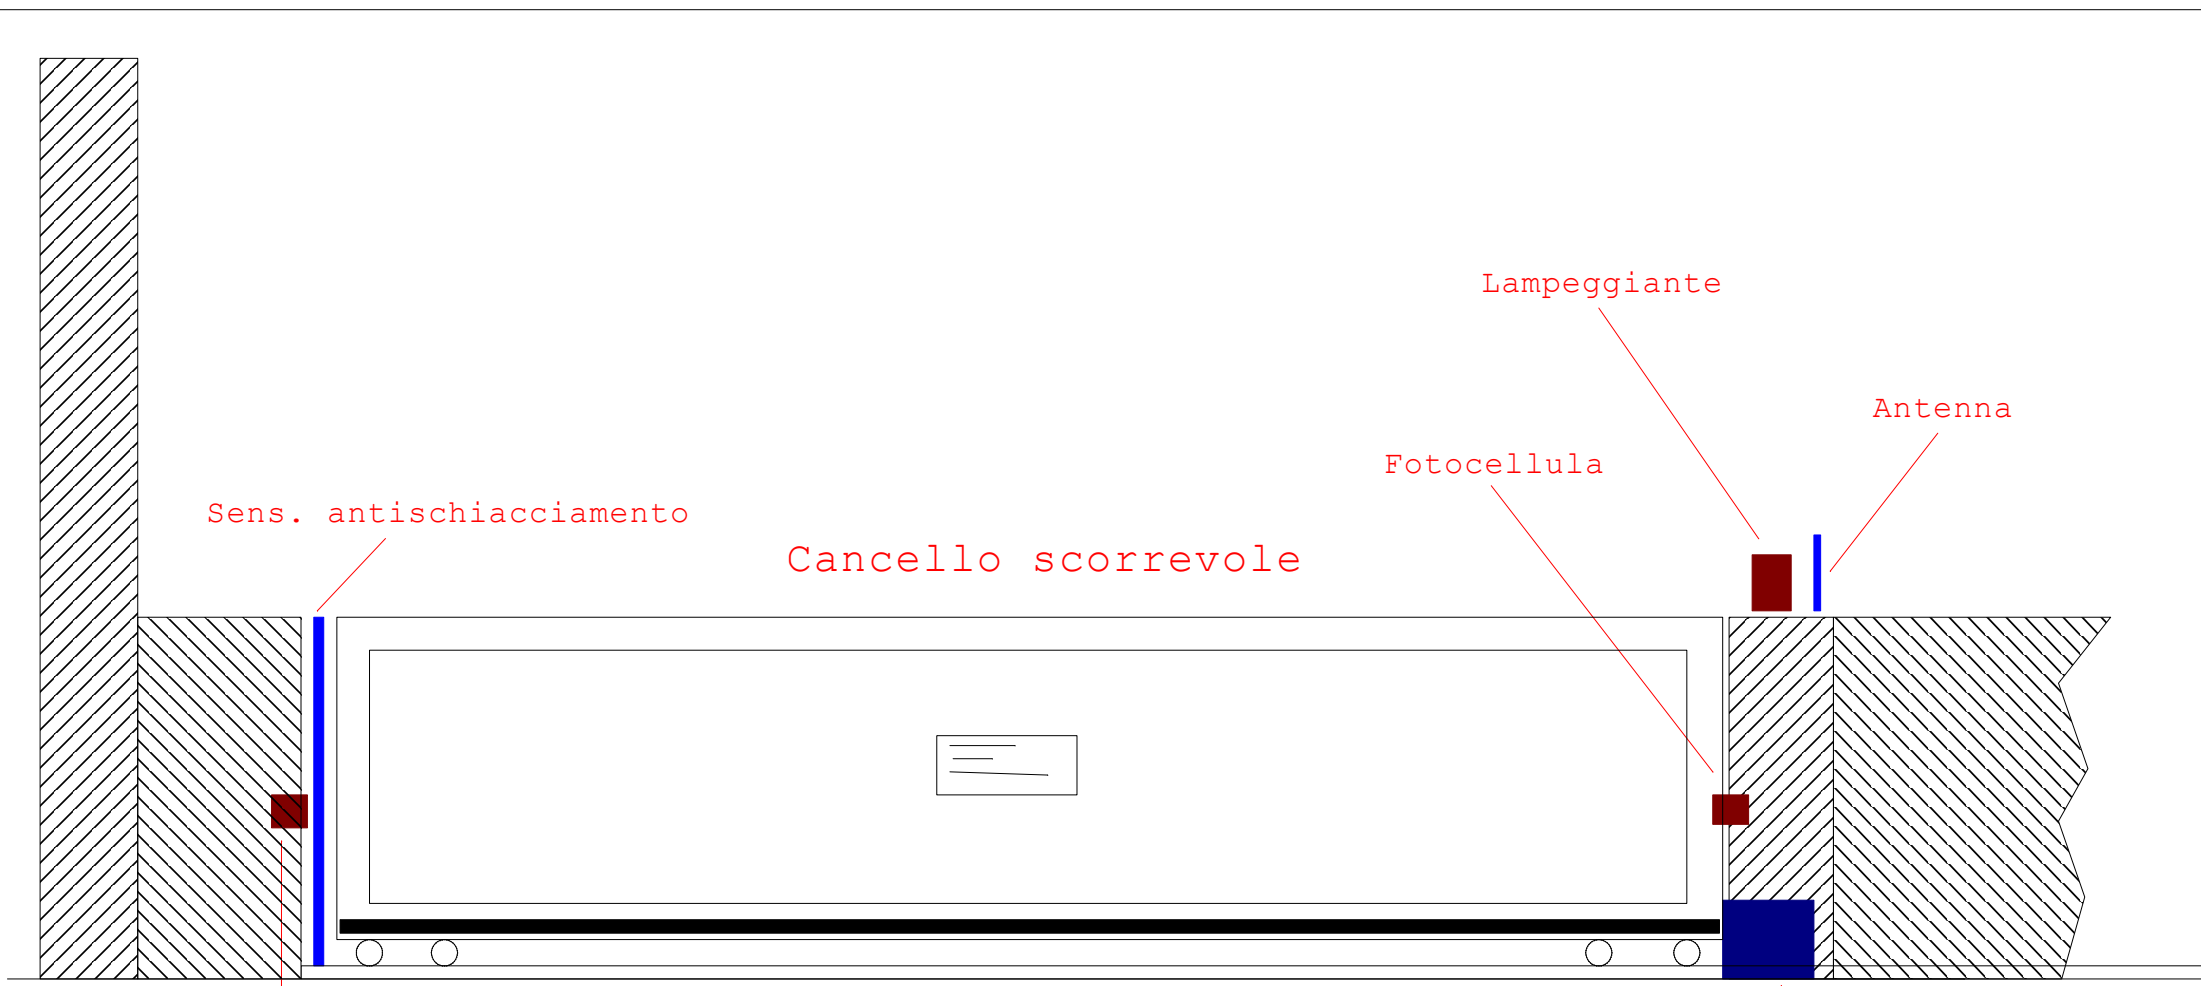 Lampeggiante
Antenna
Fotocellula
Sens. antischiacciamento
Cancello scorrevole